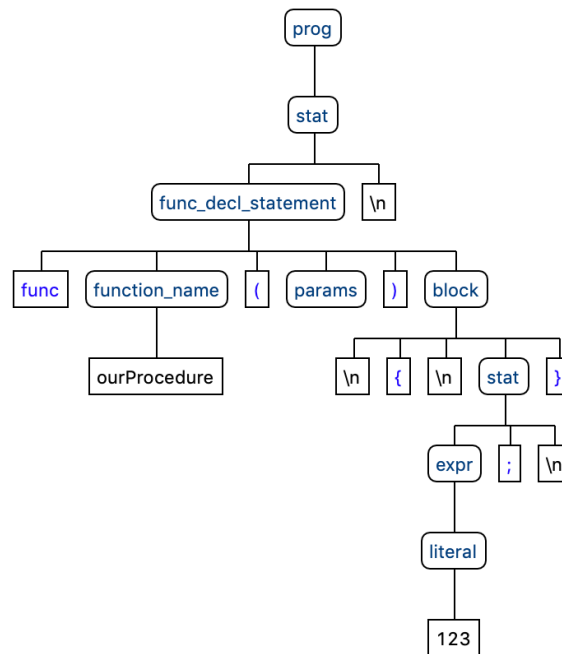 prog
stat
func_decl_statement \n
func function_name ( params ) block
ourProcedure \n { \n stat }
expr ; \n
literal
123